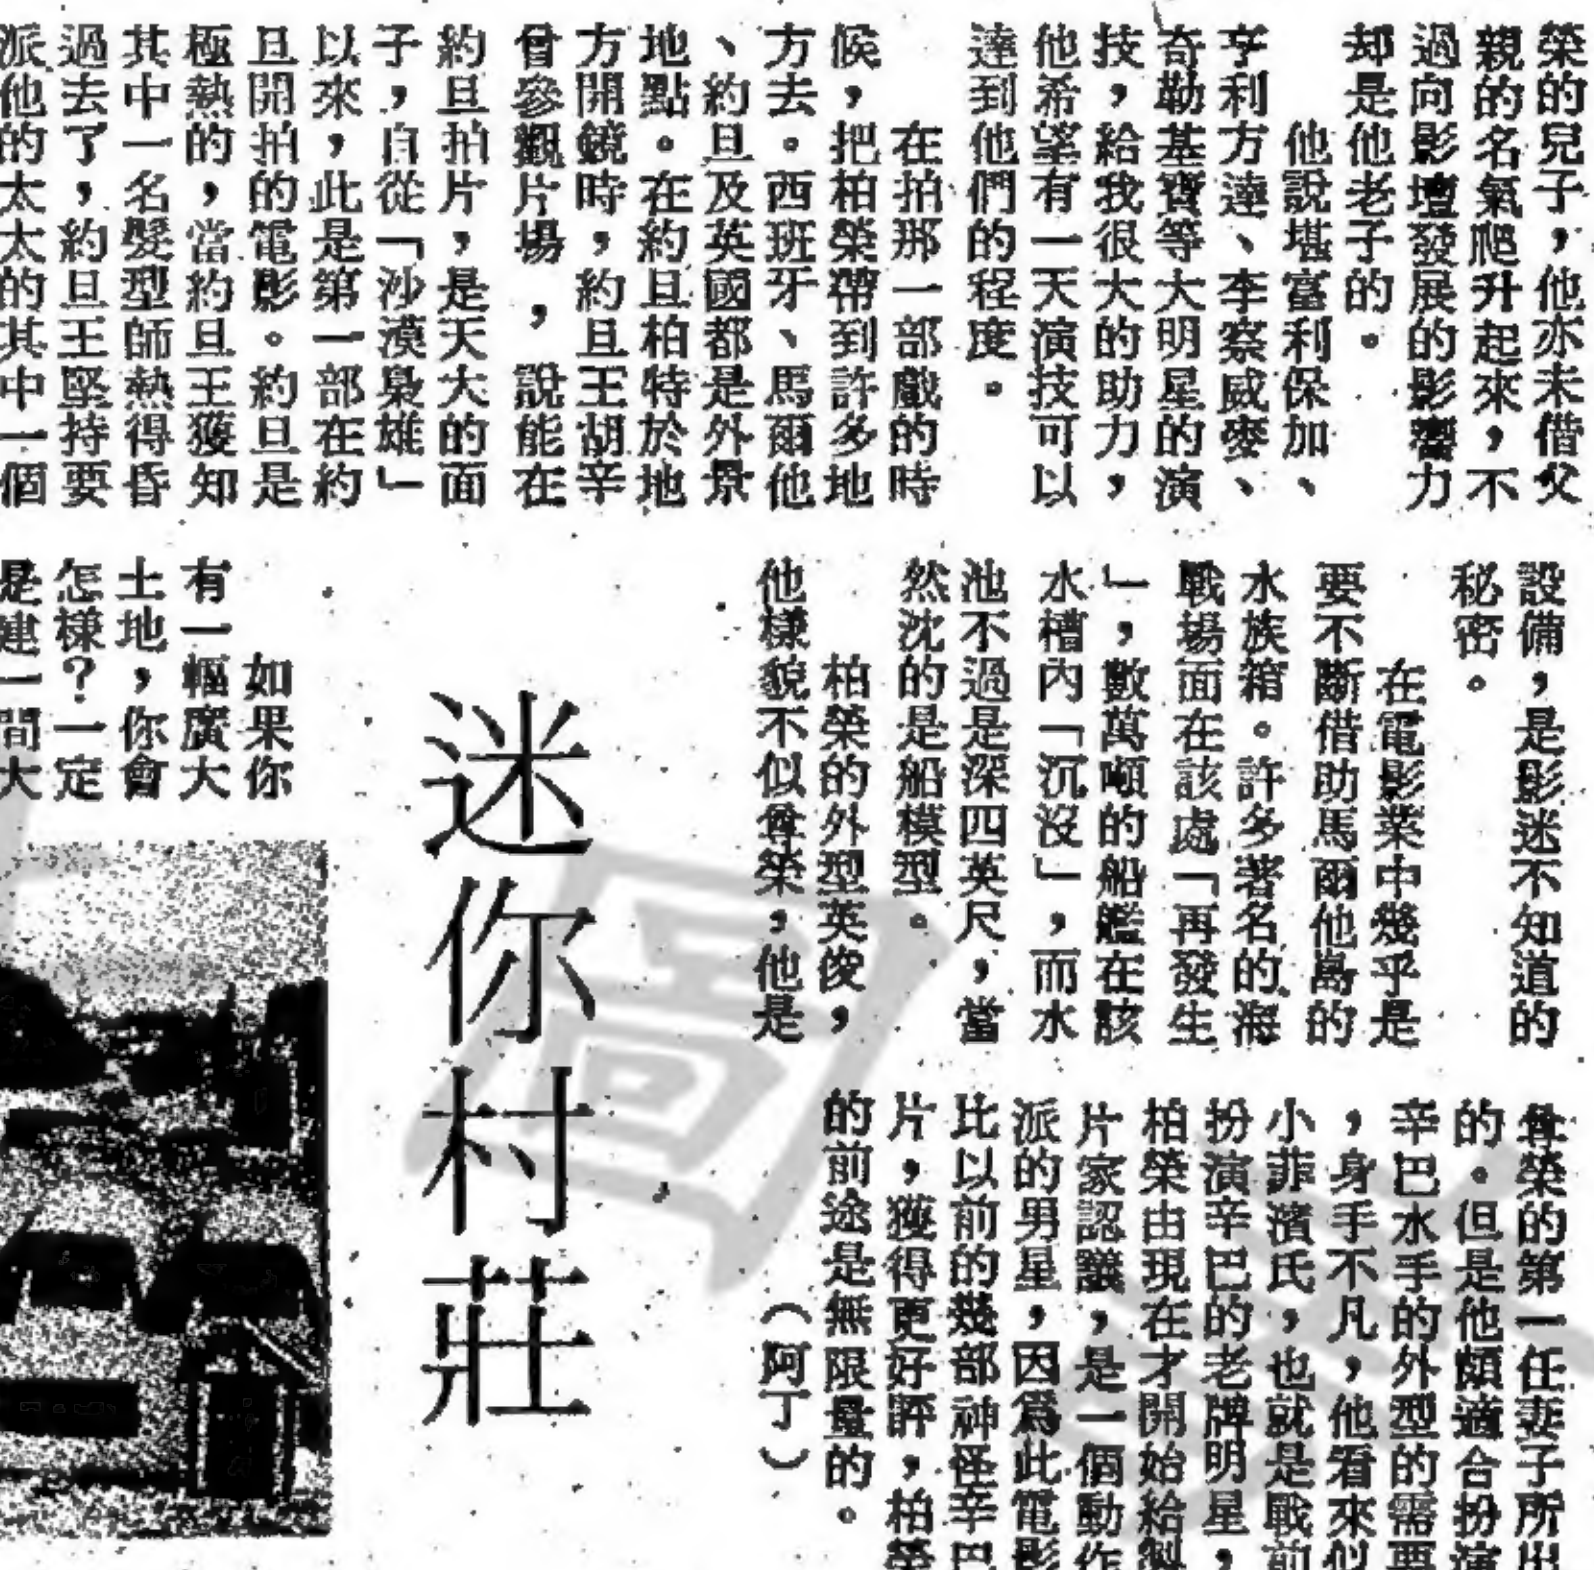 榮的兒子，他亦未借父
親的名氣爬升起來，不
過向影壇發展的影響力
却是他老子的。
他說堪富利保加、
亨利方達、李察威麥、
奇勒基寶等大明星的演
技，給我很大的助力，
他希望有一天演技可以
達到他們的程度。
在拍那一部戲的時
候，把柏榮帶到許多地
方去。西班牙、馬爾他
、約旦及英國都是外景
地點。在約旦柏特於地
方開鏡時，約旦王胡辛
曾參觀片場，說能在
約旦拍片，是天大的面
子，自從「沙漠梟雄」
以來，此是第一部在約
旦開拍的電影。約旦是
極熱的，當約旦王獲知
其中一名髮型師熱得昏
過去了，約旦王堅持要
派他的太太的其中一個
設備，是影迷不知道的
秘密。
在電影業中幾乎是
要不斷借助馬爾他島的
水族箱。許多著名的海
戰場面在該處「再發生
」，數萬噸的船艦在該
水槽內「沉沒」，而水
池不過是深四英尺，當
然沈的是船模型。
柏榮的外型英俊，
他樣貌不似尊榮，他是
尊榮的第一任妻子所出
的。但是他頗適合扮演
辛巴水手的外型的需要
，身手不凡，他看來似
小菲濱氏，也就是戰前
扮演辛巴的老牌明星，
柏榮由現在才開始給製
片家認識，是一個動作
派的男星，因爲此電影
比以前的幾部神怪辛巴
片，獲得更好評，柏榮
的前途是無限量的。
（阿丁）
迷你村莊
如果你
有一幅廣大
土地，你會
怎樣？一定
是建一間大